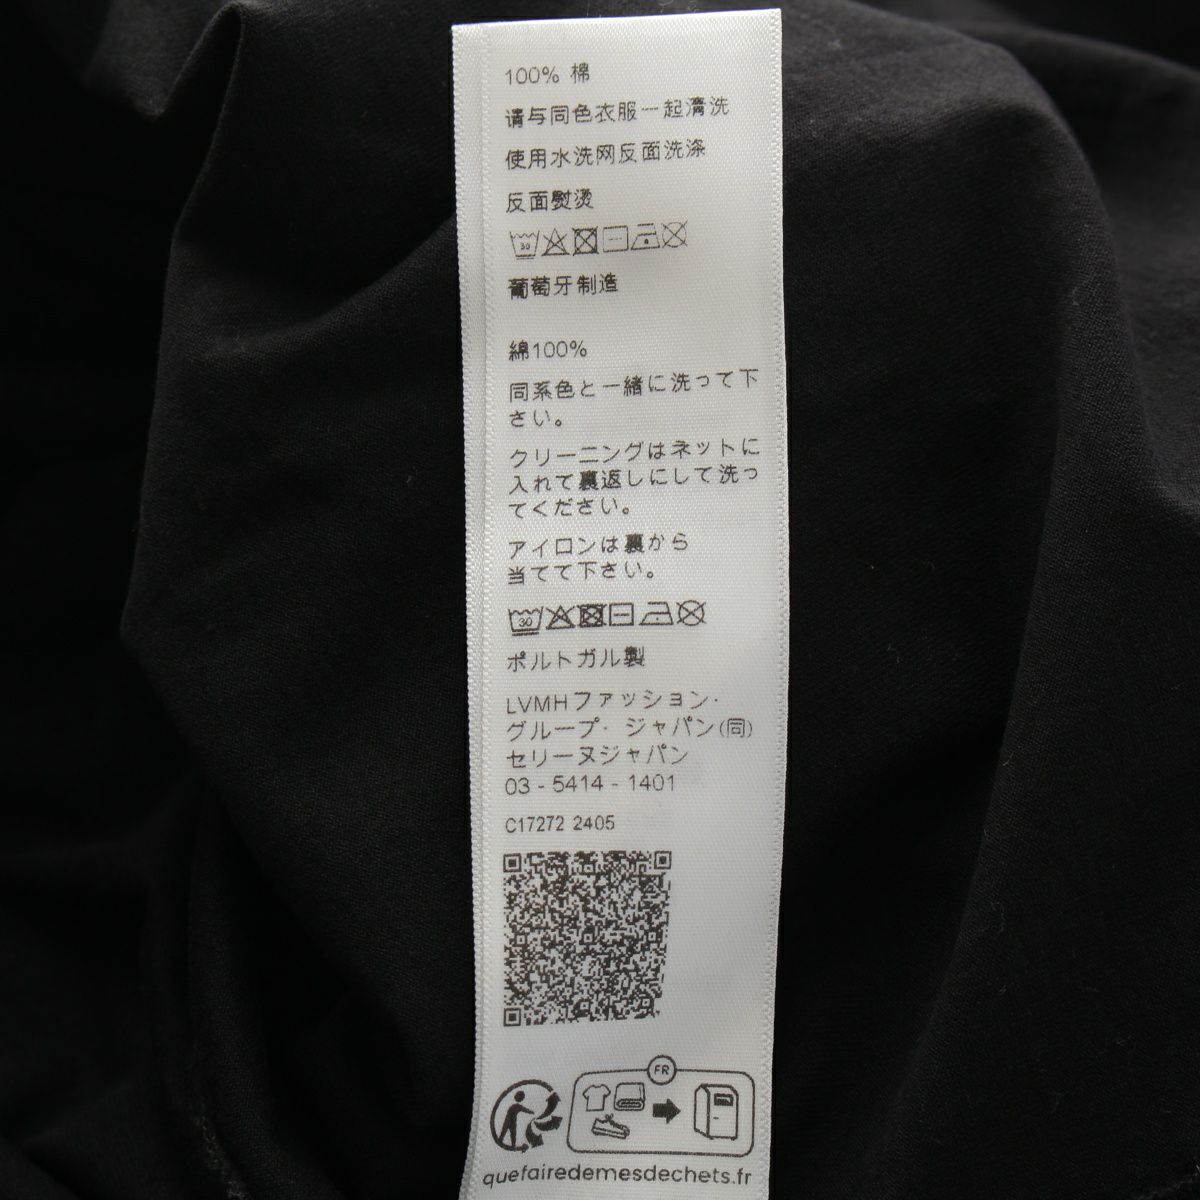 100% 棉
请与同色衣服一起清洗
使用水洗网反面洗涤
反面熨烫
30
葡萄牙制造
綿100%
同系色と一緒に洗って下
さい。
クリーニングはネットに
入れて裏返しにして洗っ
てください。
アイロンは裏から
当てて下さい。
30
ポルトガル製
LVMHファッション・
グループ・ジャパン(同)
セリーヌジャパン
03 - 5414 - 1401
C17272 2405
FR
quefairedemesdechets.fr